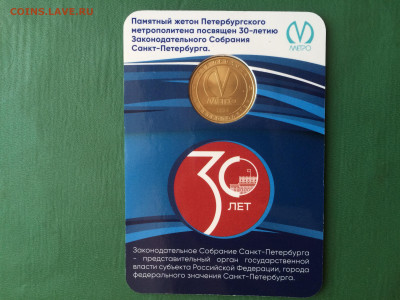 COINS.LAVE.RU
Памятный жетон Петербургского
метрополитена посвящен 30-летию
Законодательного Собрания
Санкт-Петербурга.
МЕТРО
30
ЛЕТ
Законодательное Собрание Санкт-Петербурга
- представительный орган государственной
власти субъекта Российской Федерации, города
федерального значения Санкт-Петербурга.